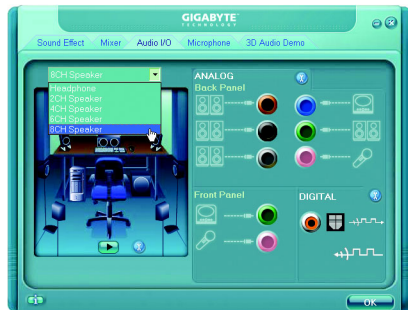 GIGABYTE
TECHNOLOGY
Sound Effect
Mixer
Audio I/O
Microphone
3D Audio Demo
8CH Speaker
Headphone
2CH Speaker
4CH Speaker
6CH Speaker
8CH Speaker
ANALOG
Back Panel
Front Panel
DIGITAL
OK